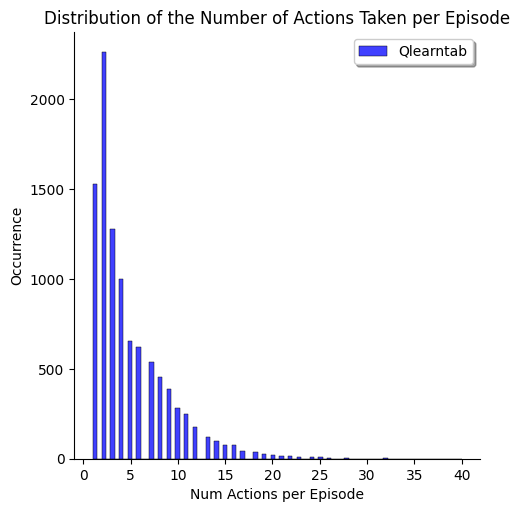 Distribution of the Number of Actions Taken per Episode
Qlearntab
2000
1500
1000
500
0
Occurrence
0 5 10 15 20 25 30 35 40
Num Actions per Episode